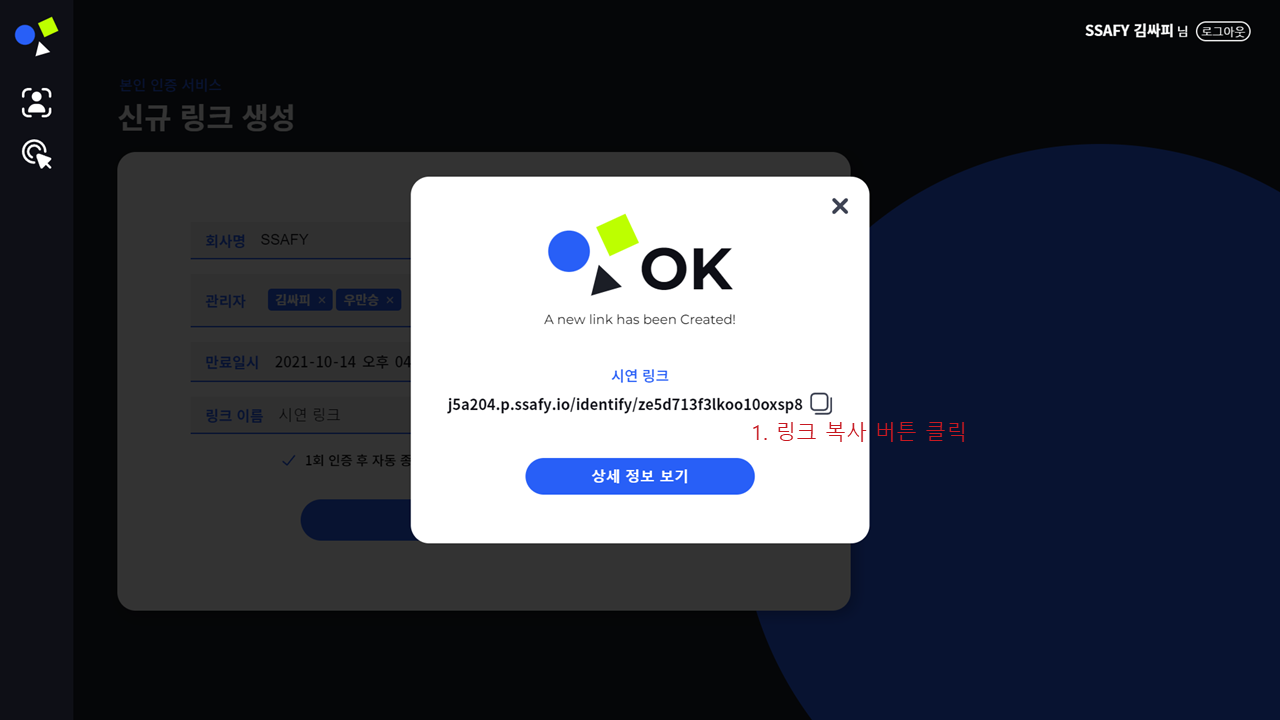 SSAFY 김싸피 님 로그아웃
본인 인증 서비스
신규 링크 생성
회사명 SSAFY
관리자 김싸피 × 우만승 ×
만료일시 2021-10-14 오후 04
링크 이름 시연 링크
1회 인증 후 자동 종
OK
A new link has been Created!
시연 링크
j5a204.p.ssafy.io/identify/ze5d713f3lkoo10oxsp8
1. 링크 복사 버튼 클릭
상세 정보 보기